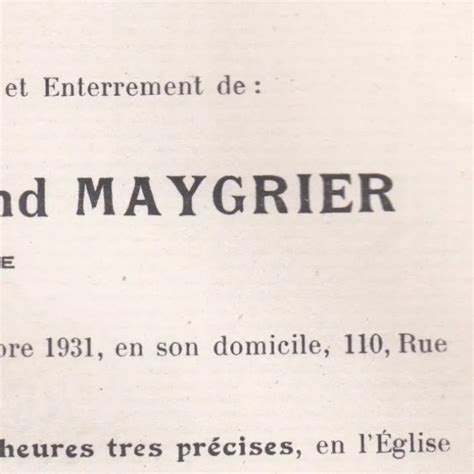 et Enterrement de :
nd MAYGRIER
E
bre 1931, en son domicile, 110, Rue
heures tres précises, en l'Église